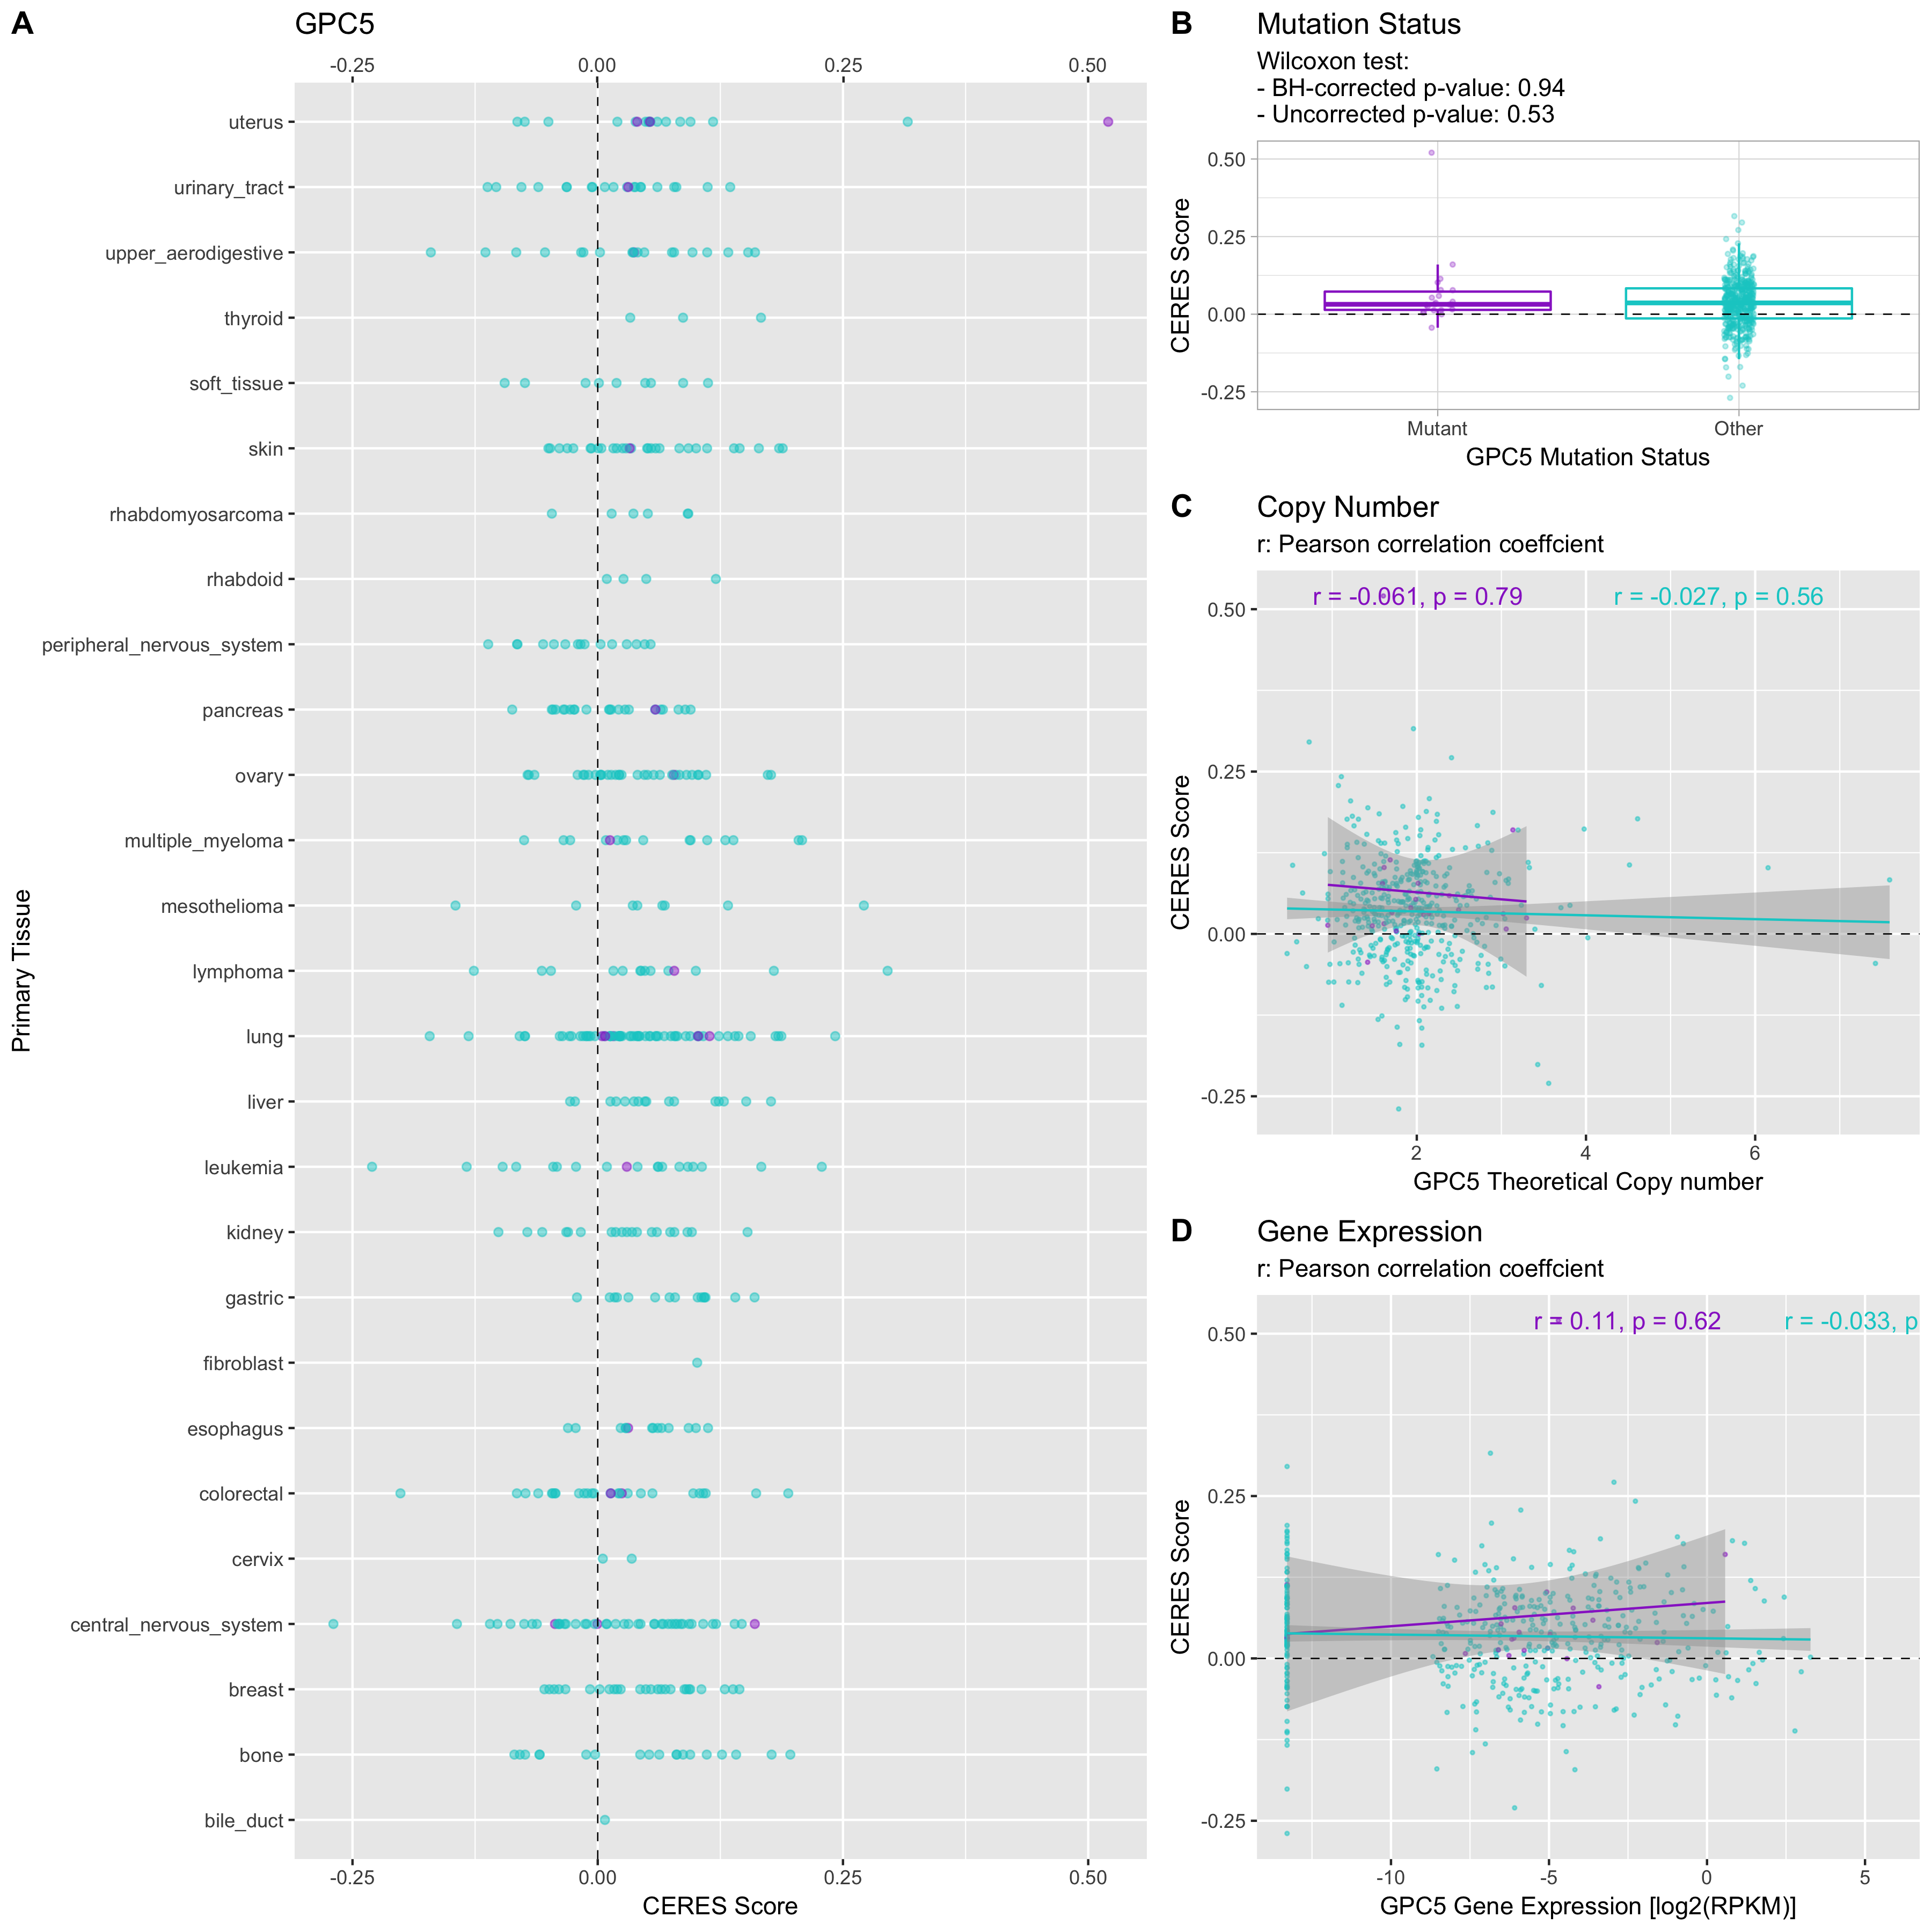 A
GPC5
-0.25 0.00 0.25 0.50
Primary Tissue
uterus
urinary_tract
upper_aerodigestive
thyroid
soft_tissue
skin
rhabdomyosarcoma
rhabdoid
peripheral_nervous_system
pancreas
ovary
multiple_myeloma
mesothelioma
lymphoma
lung
liver
leukemia
kidney
gastric
fibroblast
esophagus
colorectal
cervix
central_nervous_system
breast
bone
bile_duct
-0.25 0.00 0.25 0.50
CERES Score
B
Mutation Status
Wilcoxon test:
- BH-corrected p-value: 0.94
- Uncorrected p-value: 0.53
CERES Score
0.50
0.25
0.00
-0.25
Mutant Other
GPC5 Mutation Status
C
Copy Number
r: Pearson correlation coeffcient
r = -0.061, p = 0.79 r = -0.027, p = 0.56
CERES Score
0.50
0.25
0.00
-0.25
2 4 6
GPC5 Theoretical Copy number
D
Gene Expression
r: Pearson correlation coeffcient
r = 0.11, p = 0.62 r = -0.033, p
CERES Score
0.50
0.25
0.00
-0.25
-10 -5 0 5
GPC5 Gene Expression [log2(RPKM)]